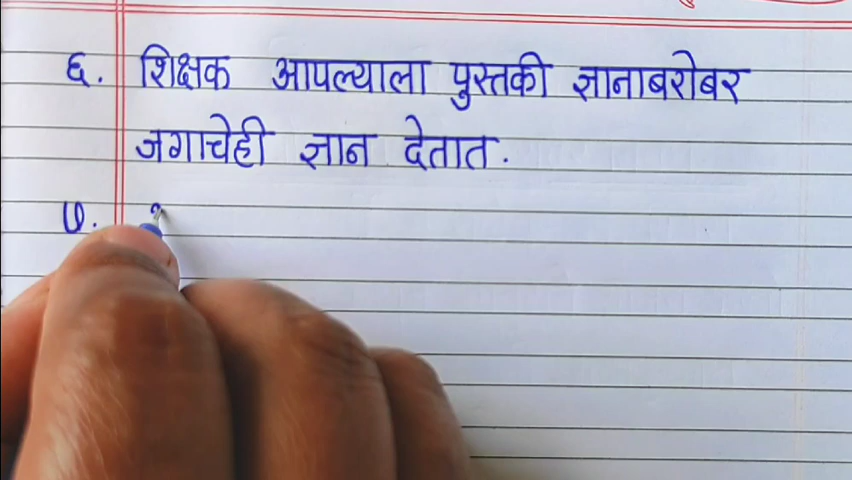 ६. शिक्षक आपल्याला पुस्तकी ज्ञानाबरोबर
जगाचेही ज्ञान देतात.
७.